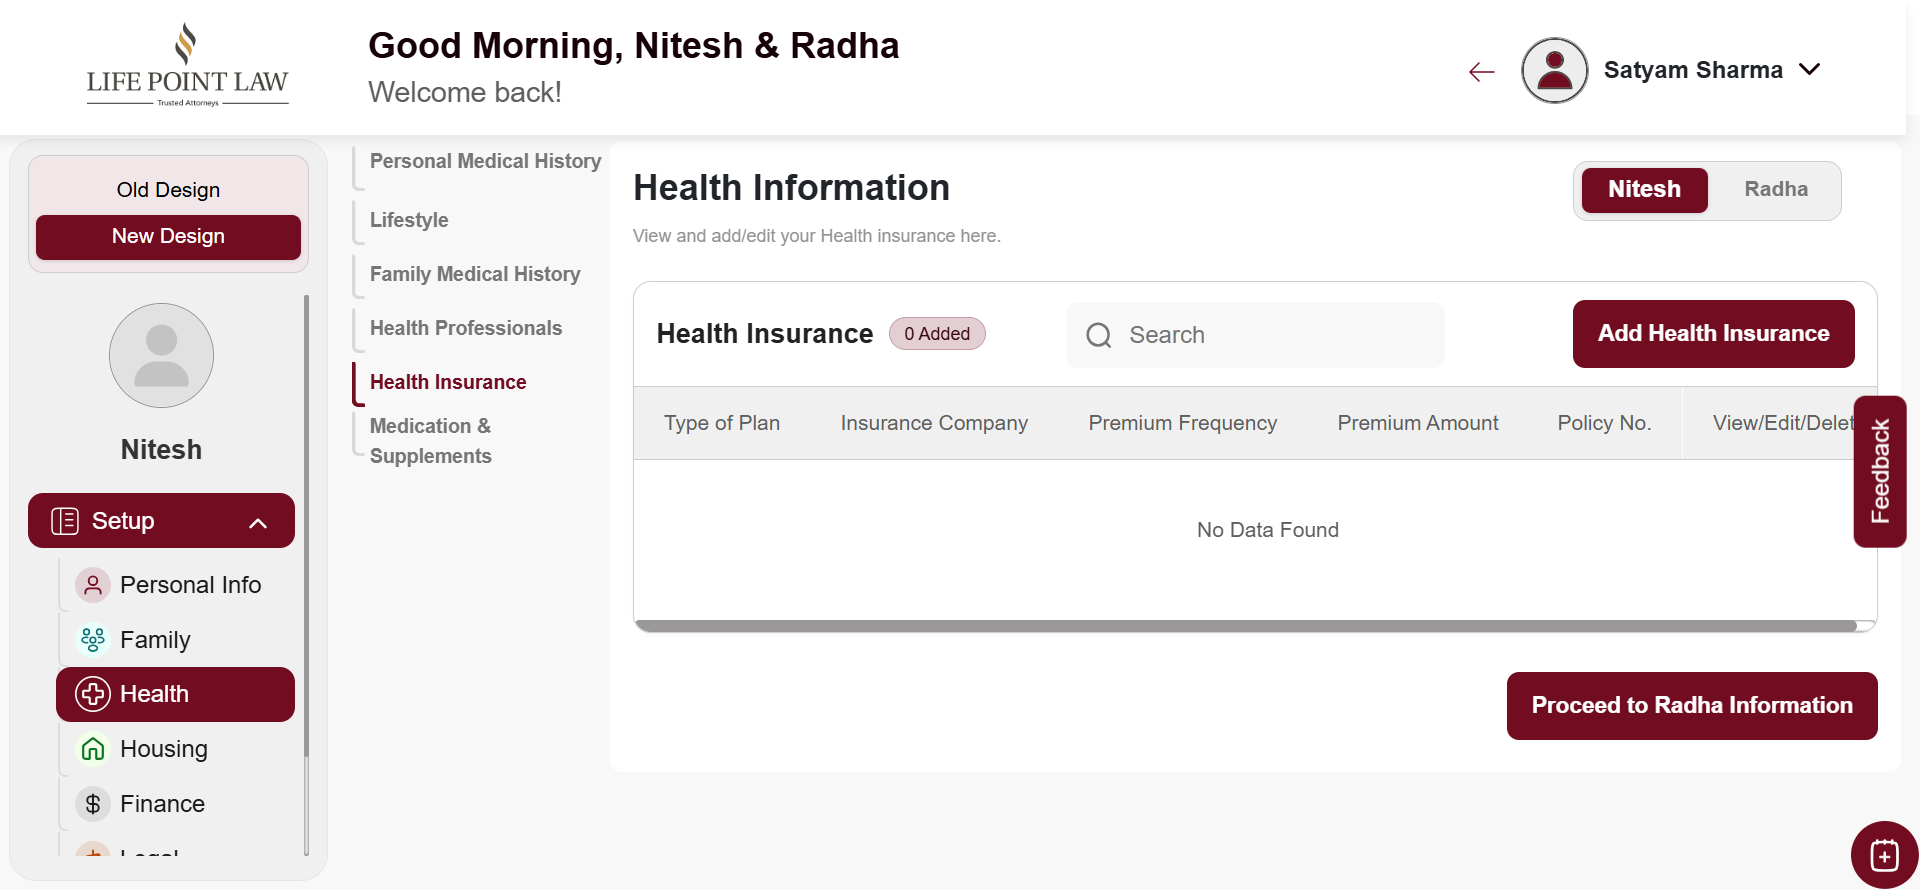 LIFE POINT LAW
Trusted Attorneys
Good Morning, Nitesh & Radha
Welcome back!
Satyam Sharma
Old Design
New Design
Nitesh
Setup
Personal Info
Family
Health
Housing
Finance
Legal
Personal Medical History
Lifestyle
Family Medical History
Health Professionals
Health Insurance
Medication &
Supplements
Health Information
View and add/edit your Health insurance here.
Nitesh
Radha
Health Insurance
0 Added
Search
Add Health Insurance
Type of Plan
Insurance Company
Premium Frequency
Premium Amount
Policy No.
View/Edit/Delet
No Data Found
Proceed to Radha Information
Feedback